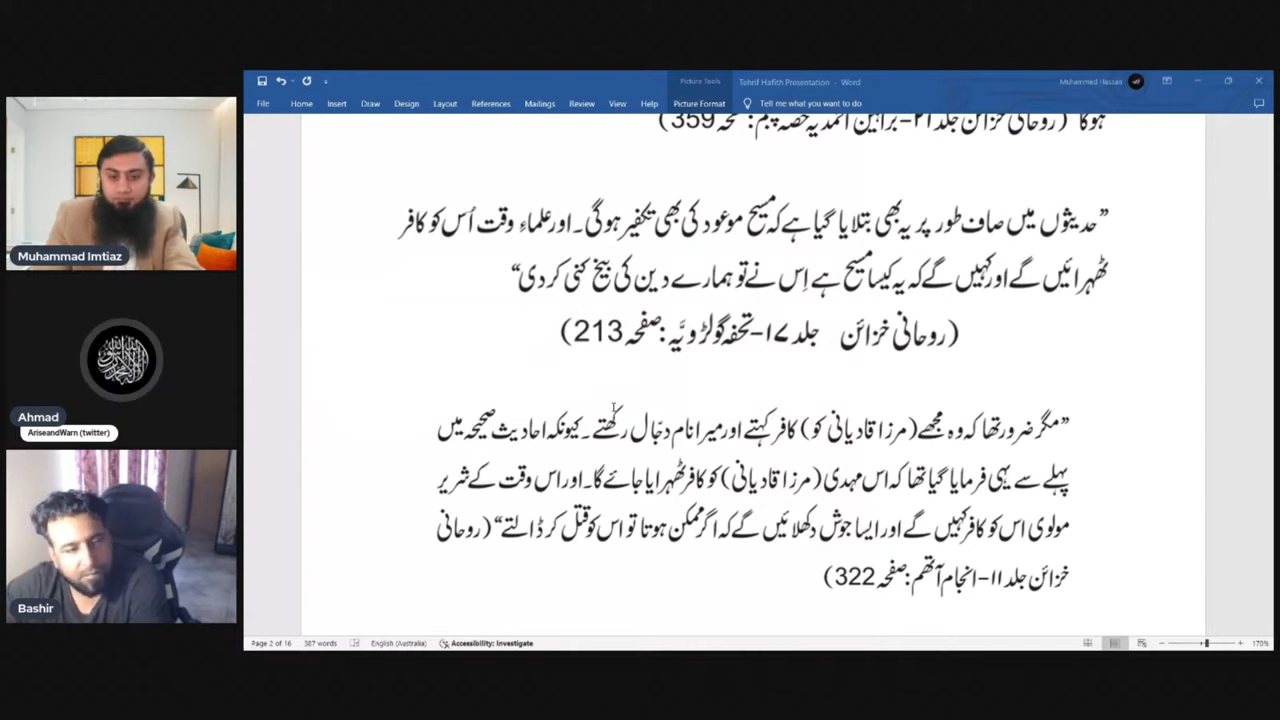 Tehrif Hafith Presentation - Word
Picture Tools
Muhammed Hassan
File Home Insert Draw Design Layout References Mailings Review View Help Picture Format Tell me what you want to do
ہوگا (روحانی خزائن جلد ۲۱-براہین احمدیہ حصہ پنجم: صفحہ 359)
”حدیثوں میں صاف طور پر یہ بھی بتلایا گیا ہے کہ مسیح موعود کی بھی تکفیر ہوگی۔ اور علماء وقت اُس کو کافر
ٹھہرائیں گے اور کہیں گے کہ یہ کیسا مسیح ہے اِس نے تو ہمارے دین کی بیخ کنی کردی“
(روحانی خزائن جلد ۱۷-تحفہ گولڑویَّہ: صفحہ 213)
”مگر ضرور تھا کہ وہ مجھے (مرزا قادیانی کو) کافر کہتے اور میرا نام دجّال رکھتے۔ کیونکہ احادیث صحیحہ میں
پہلے سے یہی فرمایا گیا تھا کہ اس مہدی (مرزا قادیانی) کو کافر ٹھہرایا جائے گا۔ اور اس وقت کے شریر
مولوی اس کو کافر کہیں گے اور ایسا جوش دکھلائیں گے کہ اگر ممکن ہوتا تو اس کو قتل کر ڈالتے“ (روحانی
خزائن جلد ۱۱-انجام آتھم: صفحہ 322)
Muhammad Imtiaz
Ahmad
AriseandWarn (twitter)
Bashir
Page 2 of 16 387 words English (Australia) Accessibility: Investigate 170%